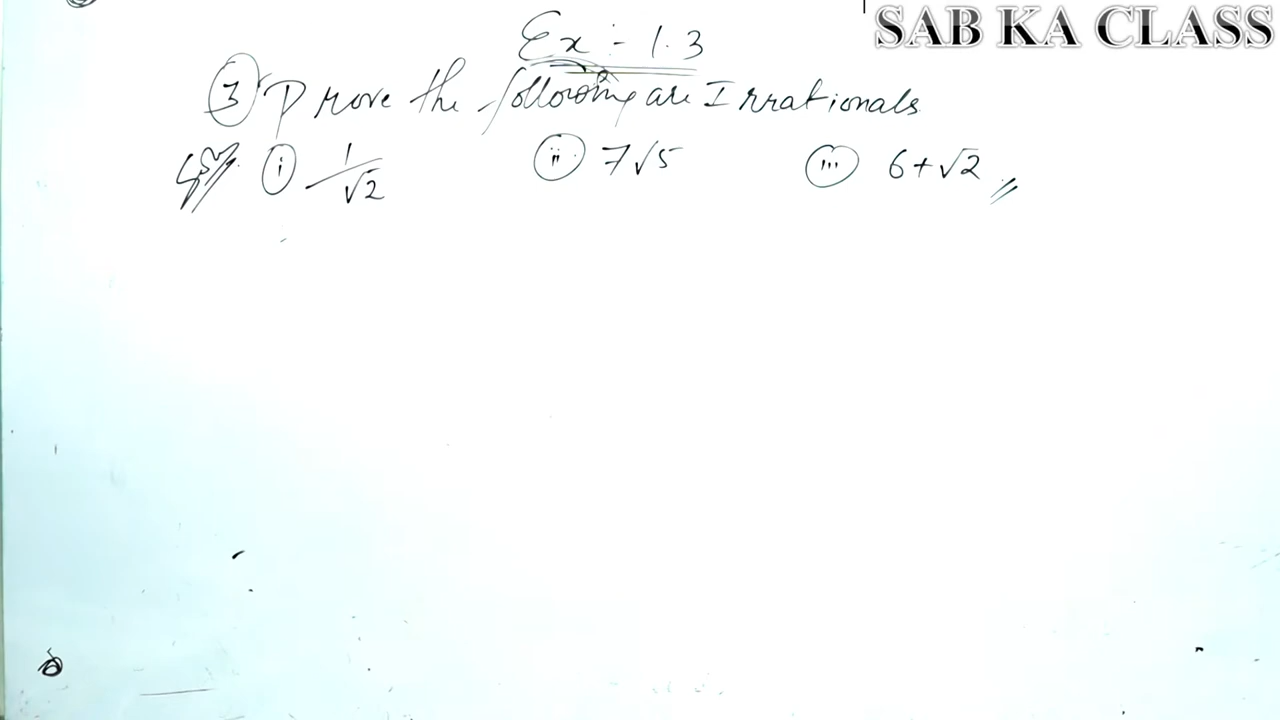 SAB KA CLASS
Ex :- 1.3
3 Prove the following are Irrationals
Sol i 1/√2 ii 7√5 iii 6+√2